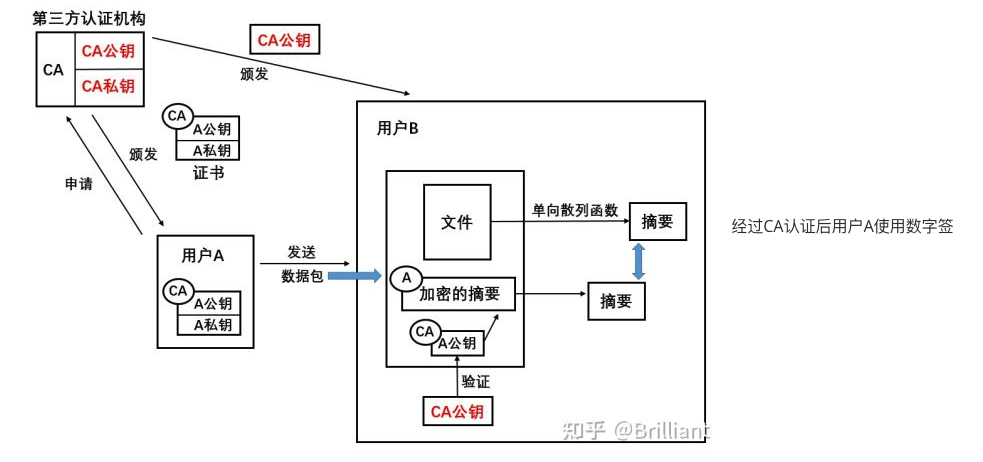 第三方认证机构
CA
CA公钥
CA私钥
CA公钥
颁发
CA
A公钥
A私钥
证书
颁发
申请
用户A
CA
A公钥
A私钥
发送
数据包
用户B
文件
单向散列函数
摘要
A
加密的摘要
摘要
CA
A公钥
验证
CA公钥
经过CA认证后用户A使用数字签
知乎 @Brilliant